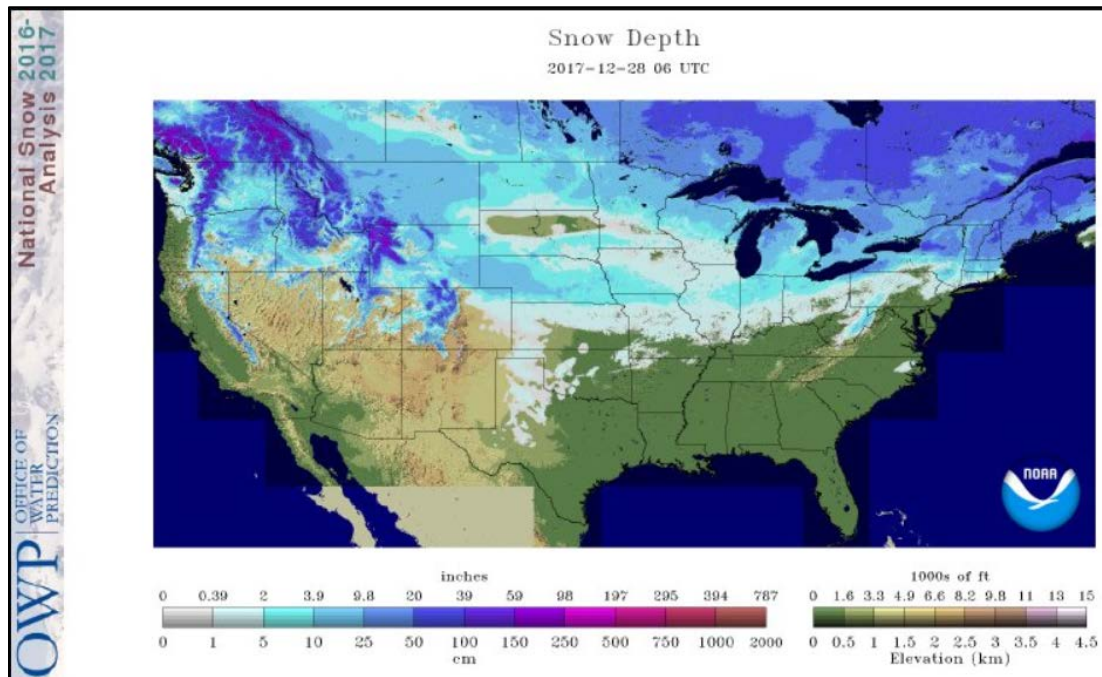 National Snow 2016-
Analysis 2017
OWP
OFFICE OF
WATER
PREDICTION
Snow Depth
2017-12-28 06 UTC
NOAA
inches
0 0.39 2 3.9 9.8 20 39 59 98 197 295 394 787
0 1 5 10 25 50 100 150 250 500 750 1000 2000
cm
1000s of ft
0 1.6 3.3 4.9 6.6 8.2 9.8 11 13 15
0 0.5 1 1.5 2 2.5 3 3.5 4 4.5
Elevation (km)